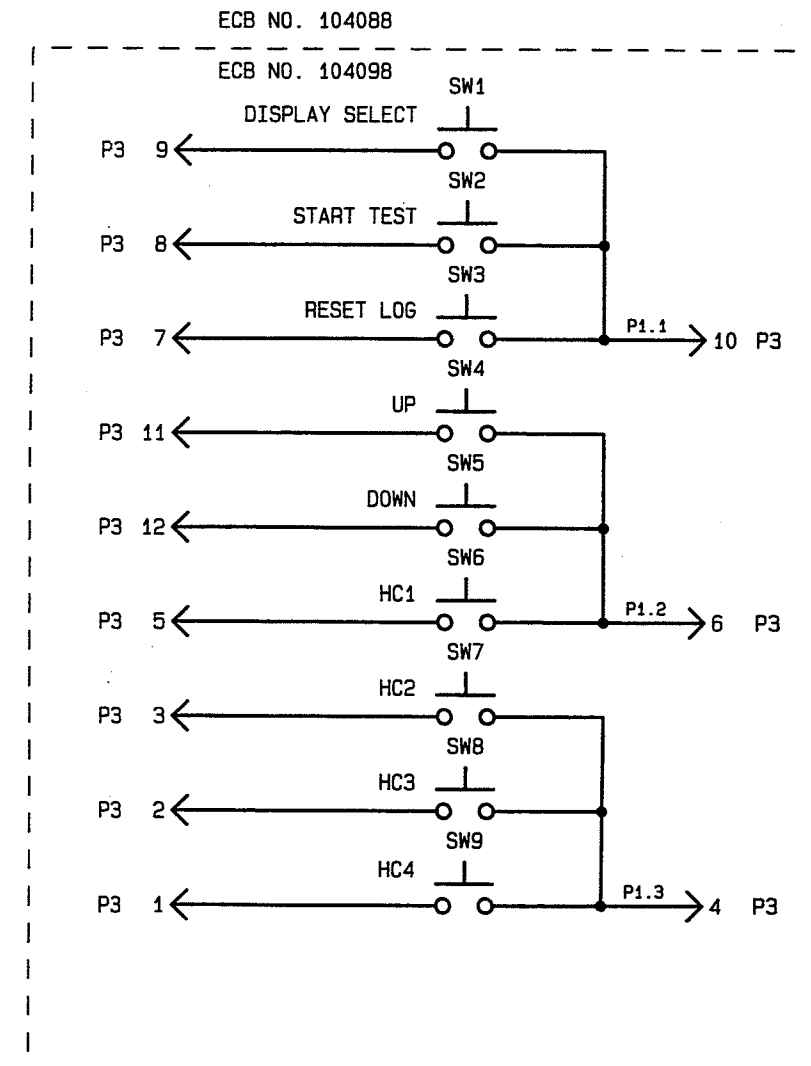 ECB NO. 104088
ECB NO. 104098
SW1
DISPLAY SELECT
P3 9
SW2
START TEST
P3 8
SW3
RESET LOG
P3 7
P1.1
10 P3
SW4
UP
P3 11
SW5
DOWN
P3 12
SW6
HC1
P3 5
P1.2
6 P3
SW7
HC2
P3 3
SW8
HC3
P3 2
SW9
HC4
P3 1
P1.3
4 P3